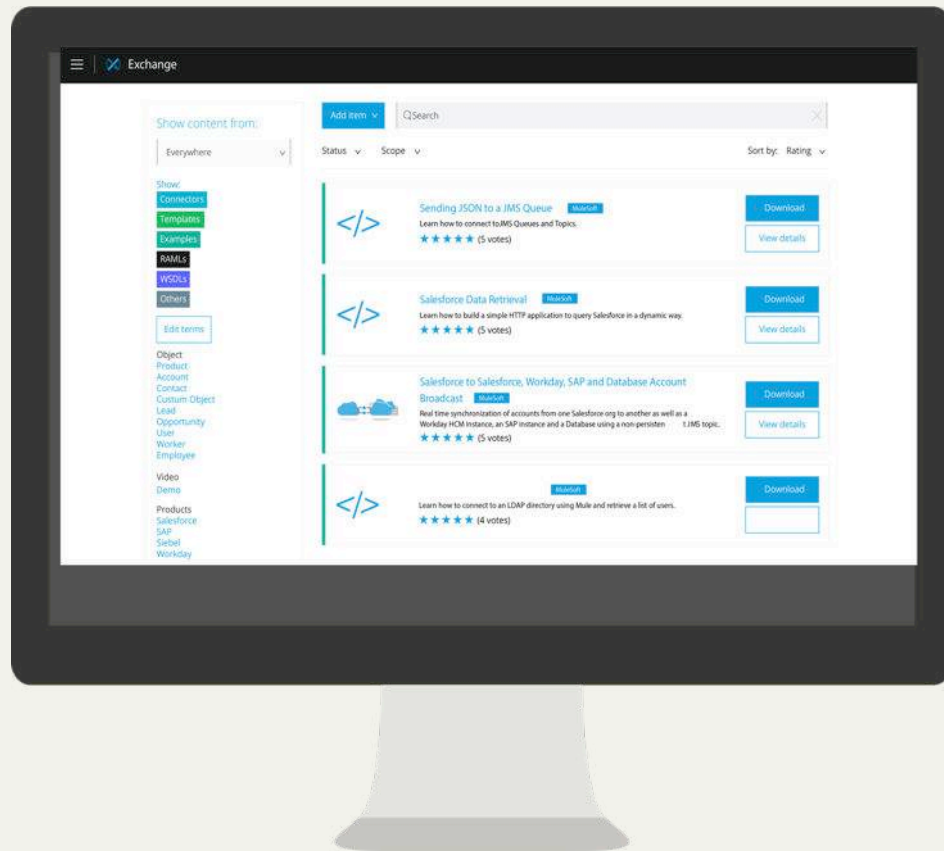 Exchange
Show content from:
Everywhere
Show:
Connectors
Templates
Examples
RAMLs
WSDLs
Others
Edit terms
Object
Product
Account
Contact
Custum Object
Lead
Opportunity
User
Worker
Employee
Video
Demo
Products
Salesforce
SAP
Siebel
Workday
Add item
Search
Status Scope
Sort by: Rating
Sending JSON to a JMS Queue MuleSoft
Learn how to connect toJMS Queues and Topics.
(5 votes)
Download
View details
Salesforce Data Retrieval MuleSoft
Learn how to build a simple HTTP application to query Salesforce in a dynamic way.
(5 votes)
Download
View details
Salesforce to Salesforce, Workday, SAP and Database Account
Broadcast MuleSoft
Real time synchronization of accounts from one Salesforce org to another as well as a
Workday HCM instance, an SAP instance and a Database using a non-persisten 1.JMS topic.
(5 votes)
Download
View details
MuleSoft
Learn how to connect to an LDAP directory using Mule and retrieve a list of users.
(4 votes)
Download